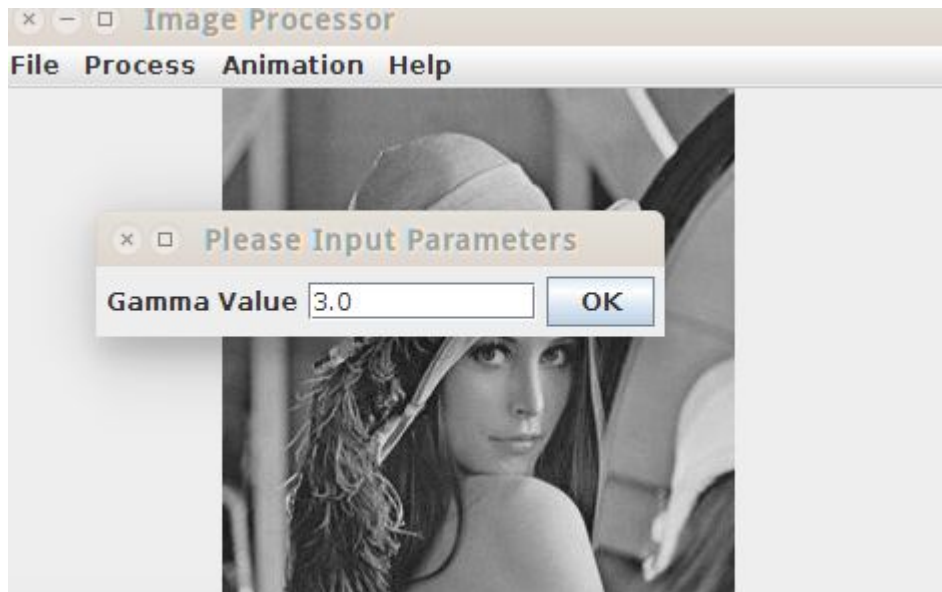 Image Processor
File Process Animation Help
Please Input Parameters
Gamma Value 3.0 OK